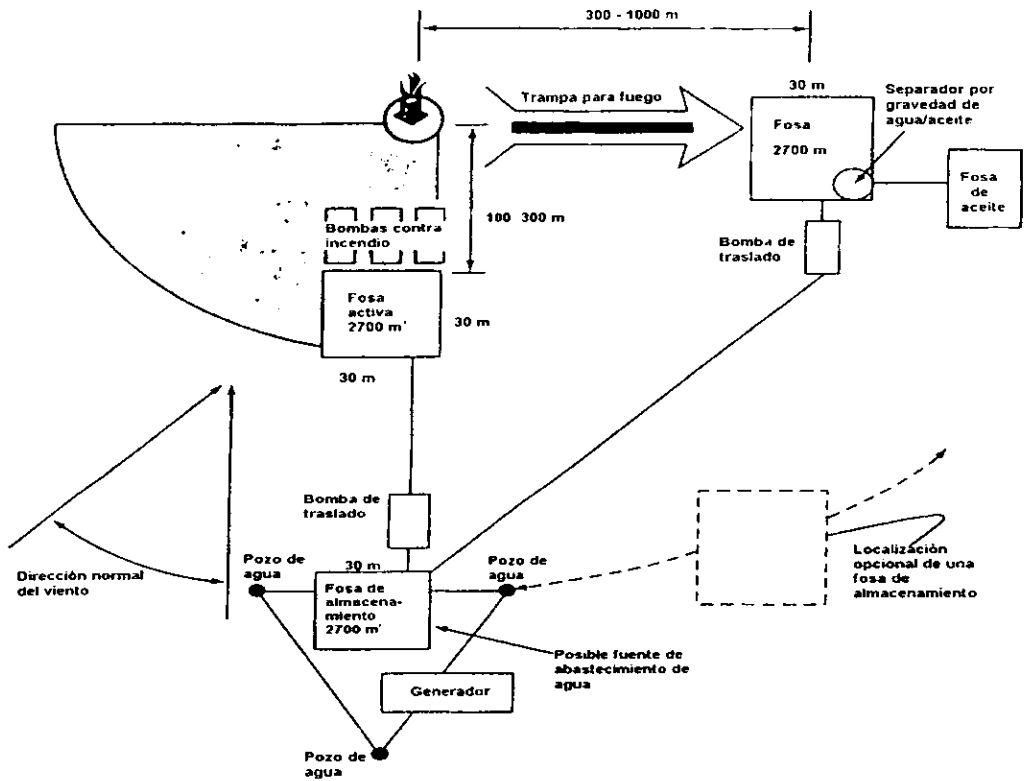 300 - 1000 m
Trampa para fuego
30 m
Fosa
2700 m
Separador por
gravedad de
agua/aceite
Fosa
de
aceite
Bomba de
traslado
100 300 m
Bombas contra
incendio
Fosa
activa
2700 m'
30 m
30 m
Bomba de
traslado
Dirección normal
del viento
Pozo de
agua
30 m
Fosa de
almacena-
miento
2700 m'
Pozo de
agua
Localización
opcional de una
fosa de
almacenamiento
Posible fuente de
abastecimiento de
agua
Generador
Pozo de
agua